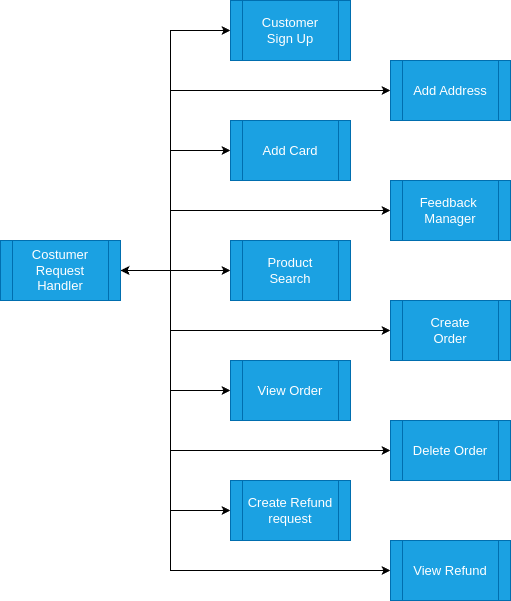 Customer
Sign Up
Add Address
Add Card
Feedback
Manager
Costumer
Request
Handler
Product
Search
Create
Order
View Order
Delete Order
Create Refund
request
View Refund